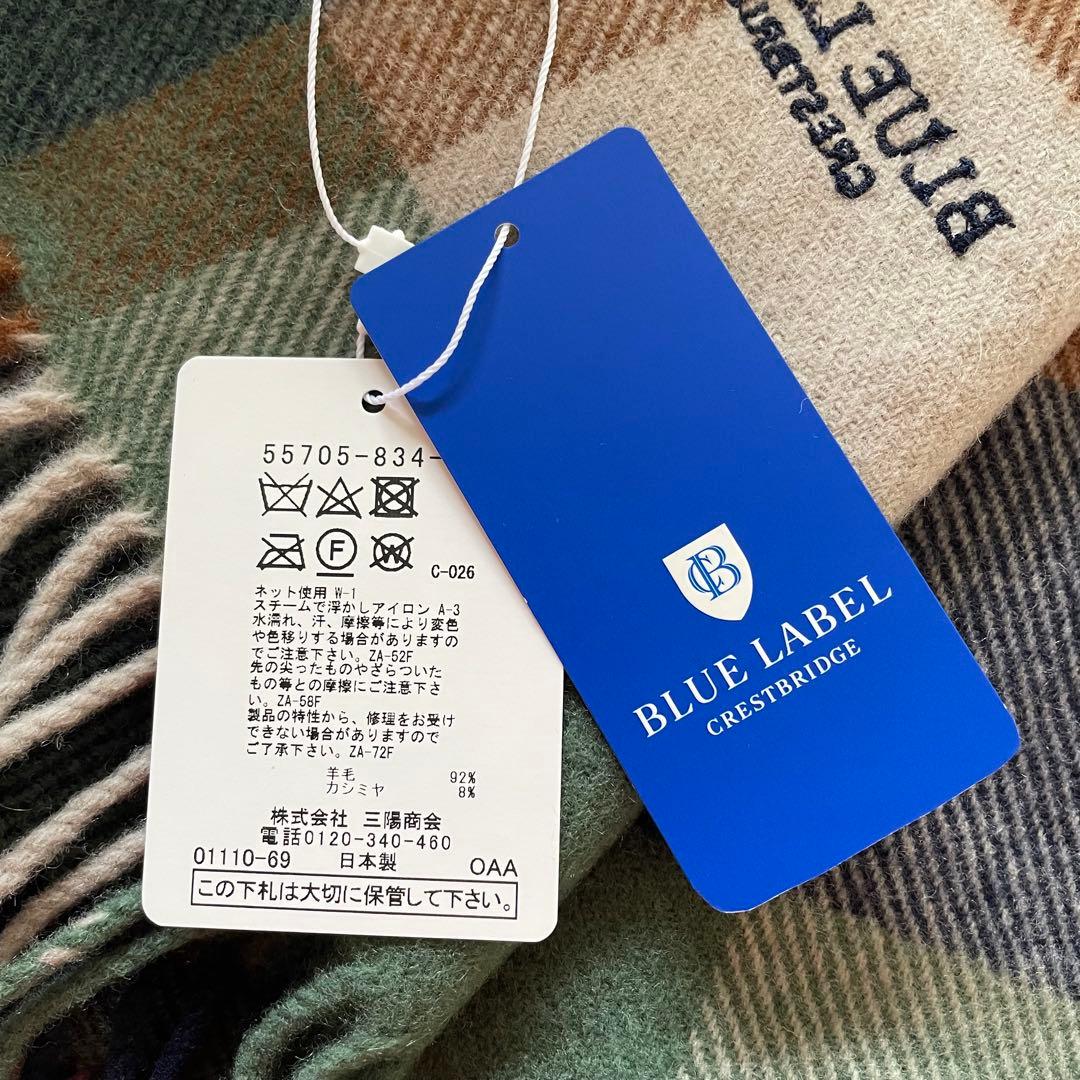 BLUE L
CRESTBRI
55705-834-
F
W
C-026
ネット使用 W-1
スチームで浮かしアイロン A-3
水濡れ、汗、摩擦等により変色
や色移りする場合がありますの
でご注意下さい。ZA-52F
先の尖ったものやざらついた
もの等との摩擦にご注意下さ
い。ZA-58F
製品の特性から、修理をお受け
できない場合がありますので
ご了承下さい。ZA-72F
羊毛 92%
カシミヤ 8%
株式会社 三陽商会
電話0120-340-460
01110-69 日本製 OAA
この下札は大切に保管して下さい。
CB
BLUE LABEL
CRESTBRIDGE